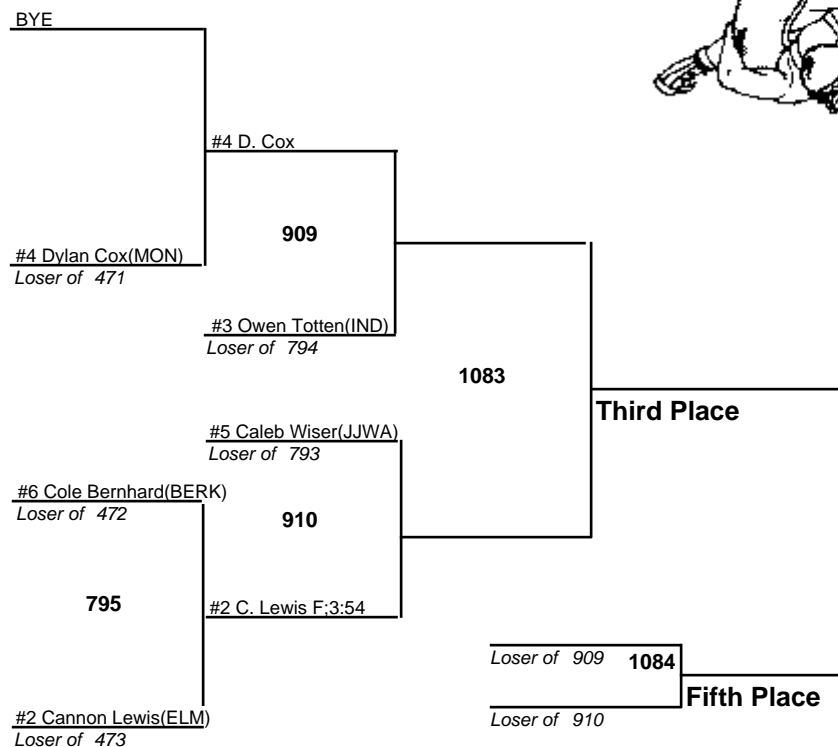 BYE
#4 D. Cox
909
#4 Dylan Cox(MON)
Loser of 471
#3 Owen Totten(IND)
Loser of 794
1083
Third Place
#5 Caleb Wiser(JJWA)
Loser of 793
#6 Cole Bernhard(BERK)
Loser of 472
910
795
#2 C. Lewis F;3:54
Loser of 909 1084
Fifth Place
#2 Cannon Lewis(ELM)
Loser of 473
Loser of 910